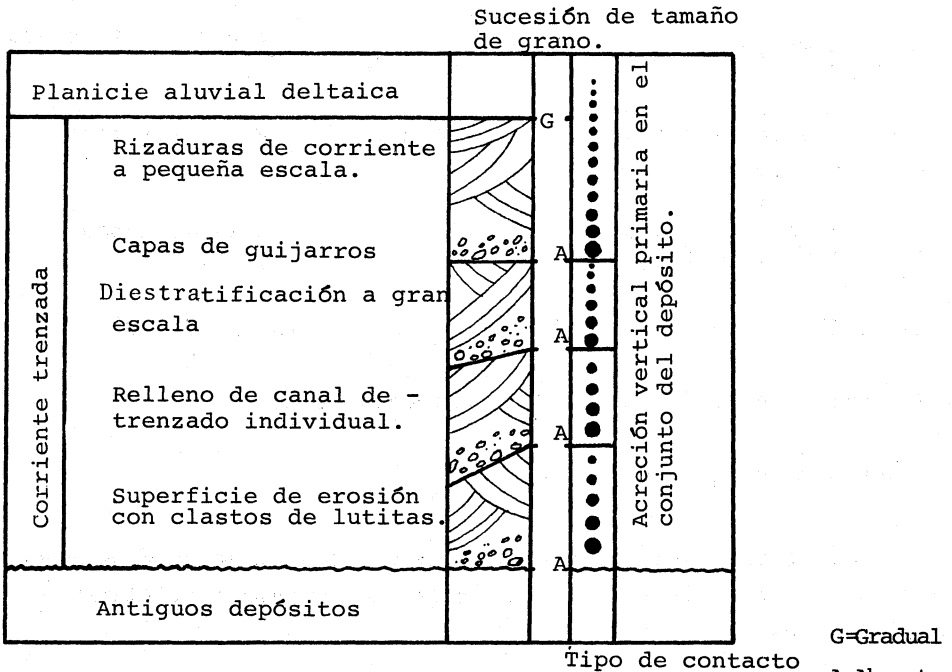 Sucesión de tamaño
de grano.
Planicie aluvial deltaica
G
Rizaduras de corriente
a pequeña escala.
Capas de guijarros
A
Diestratificación a gran
escala
A
Relleno de canal de -
trenzado individual.
A
Superficie de erosión
con clastos de lutitas.
A
Corriente trenzada
Acreción vertical primaria en el
conjunto del depósito.
Antiguos depósitos
G=Gradual
Tipo de contacto